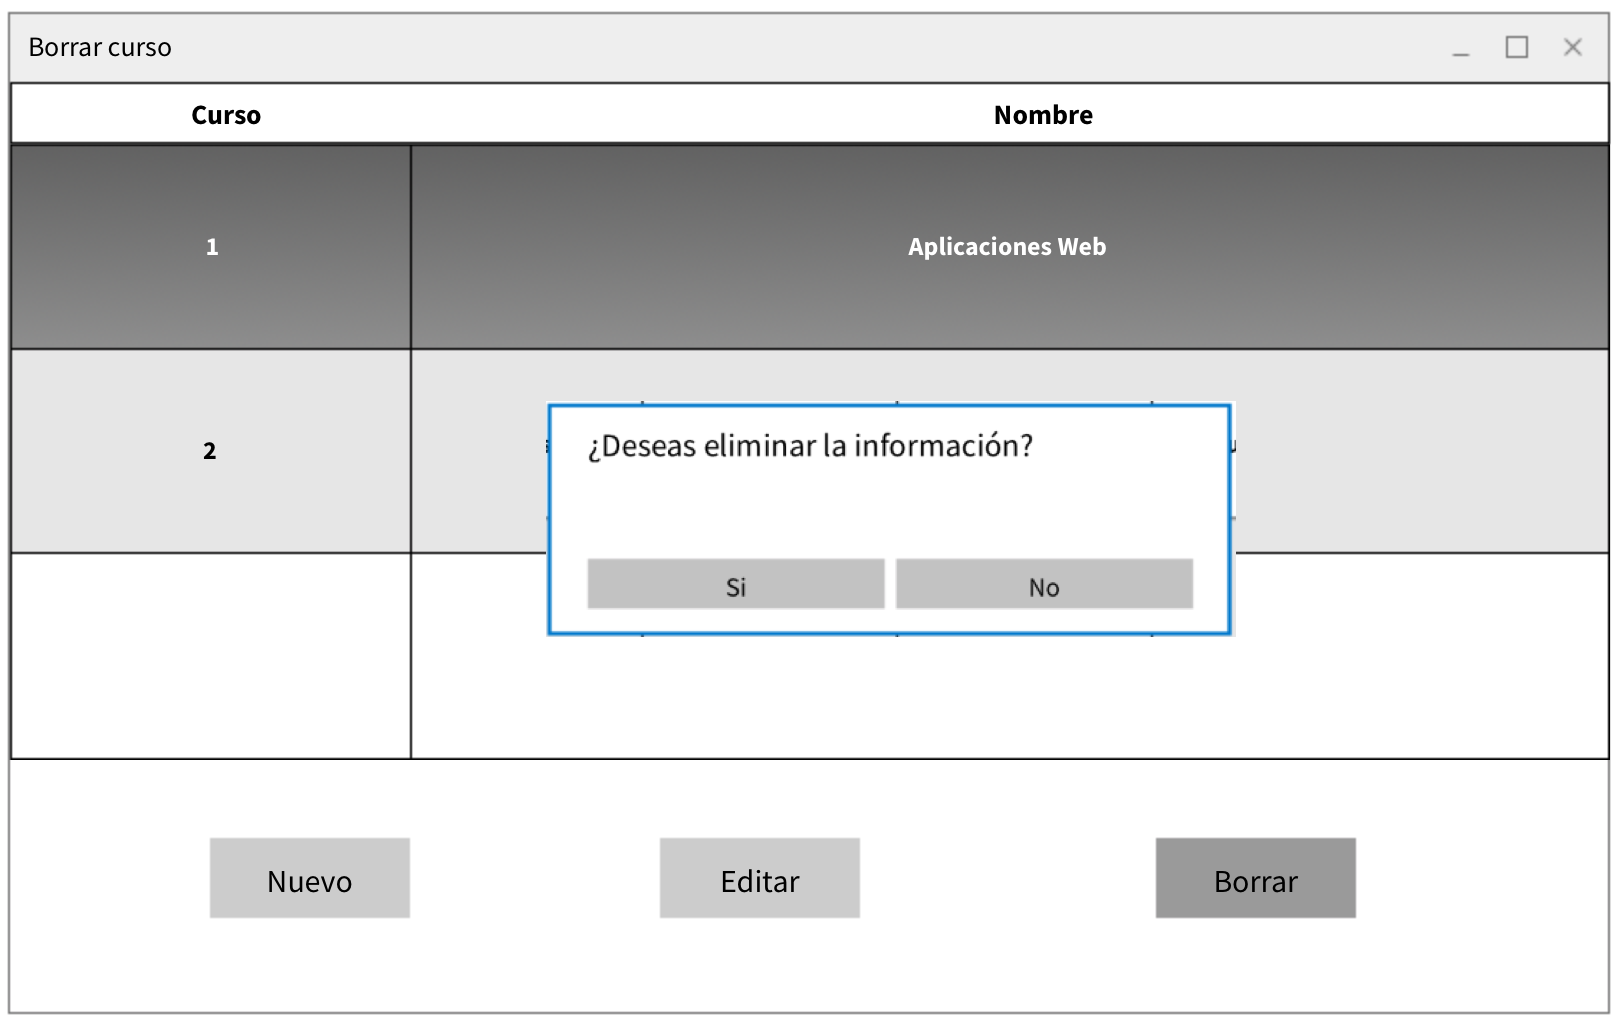 Borrar curso
Curso Nombre
1 Aplicaciones Web
2
¿Deseas eliminar la información?
Si No
Nuevo Editar Borrar